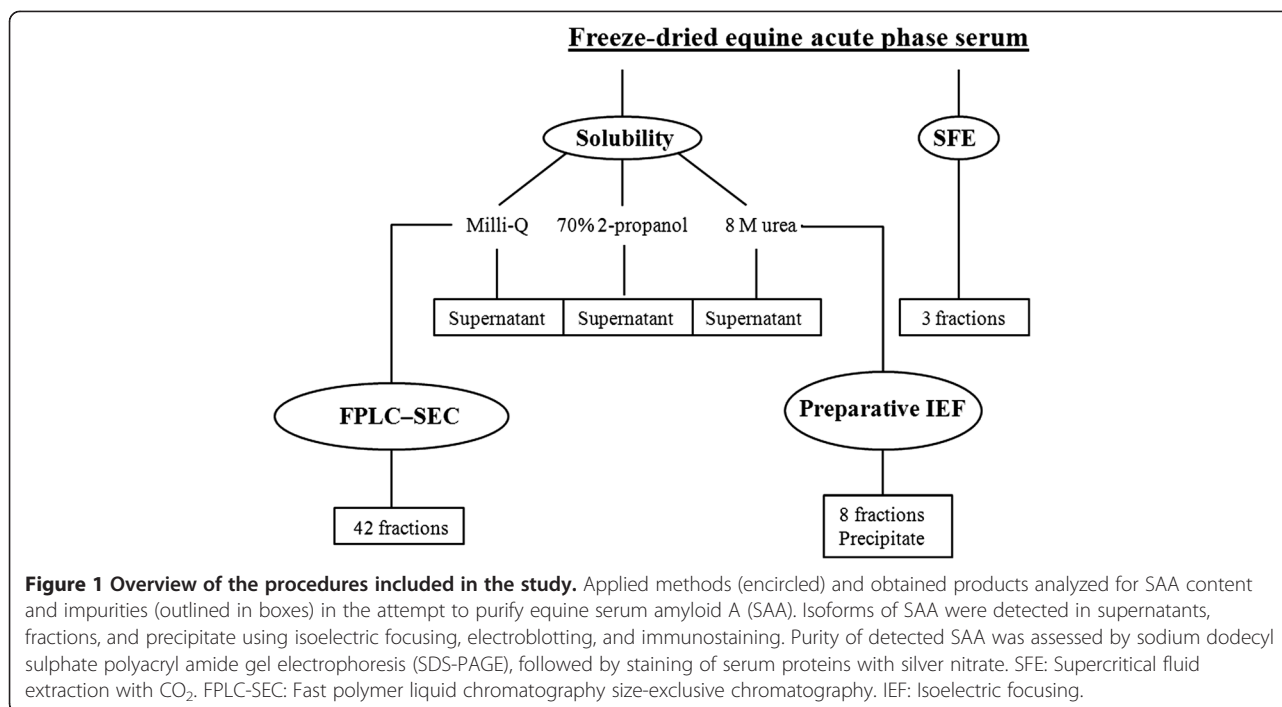 Freeze-dried equine acute phase serum
Solubility
SFE
Milli-Q 70% 2-propanol 8 M urea
Supernatant Supernatant Supernatant
3 fractions
FPLC–SEC
Preparative IEF
42 fractions
8 fractions
Precipitate
Figure 1 Overview of the procedures included in the study. Applied methods (encircled) and obtained products analyzed for SAA content
and impurities (outlined in boxes) in the attempt to purify equine serum amyloid A (SAA). Isoforms of SAA were detected in supernatants,
fractions, and precipitate using isoelectric focusing, electroblotting, and immunostaining. Purity of detected SAA was assessed by sodium dodecyl
sulphate polyacryl amide gel electrophoresis (SDS-PAGE), followed by staining of serum proteins with silver nitrate. SFE: Supercritical fluid
extraction with CO₂. FPLC-SEC: Fast polymer liquid chromatography size-exclusive chromatography. IEF: Isoelectric focusing.